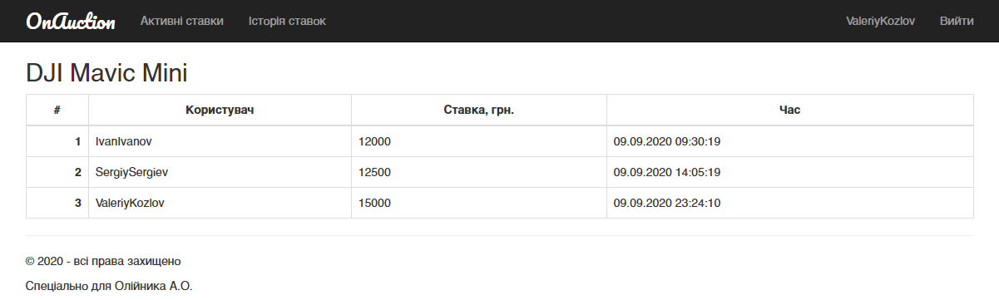 OnAuction Активні ставки Історія ставок ValeriyKozlov Вийти
DJI Mavic Mini
# Користувач Ставка, грн. Час
1 IvanIvanov 12000 09.09.2020 09:30:19
2 SergiySergiev 12500 09.09.2020 14:05:19
3 ValeriyKozlov 15000 09.09.2020 23:24:10
© 2020 - всі права захищено
Спеціально для Олійника А.О.